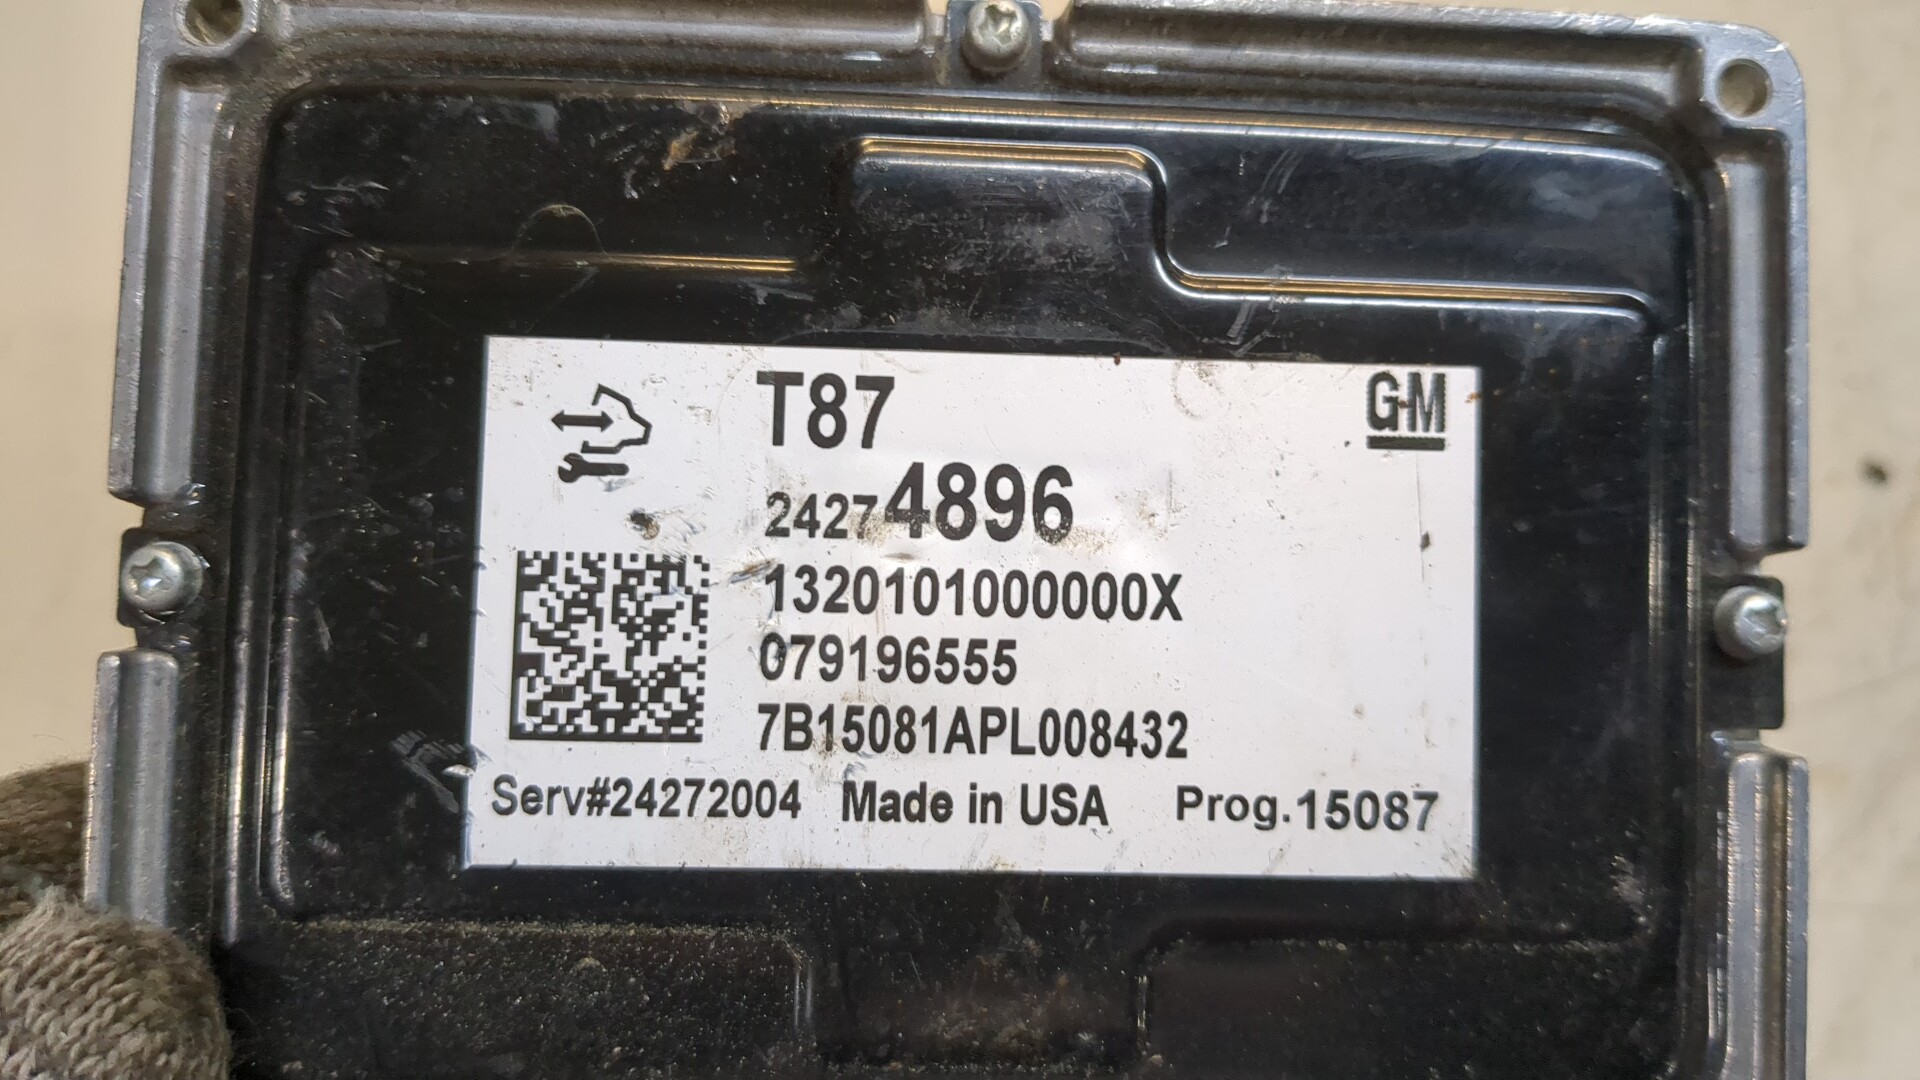 T87
GM
24274896
1320101000000X
079196555
7B15081APL008432
Serv#24272004 Made in USA Prog.15087